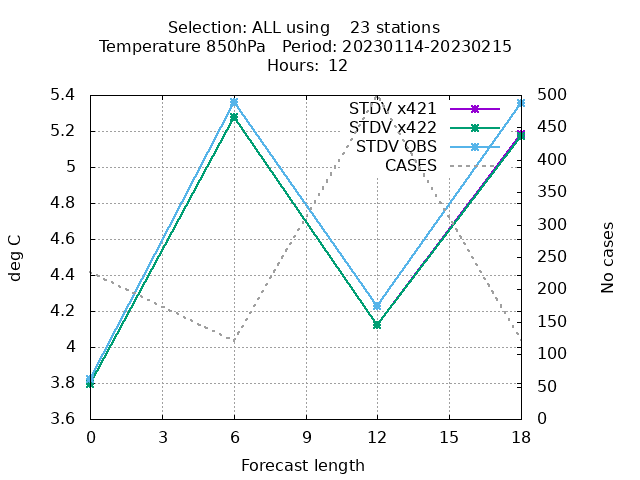 Selection: ALL using    23 stations
Temperature 850hPa   Period: 20230114-20230215
Hours:  12
5.4
5.2
5
4.8
4.6
4.4
4.2
4
3.8
3.6
deg C
STDV x421
STDV x422
STDV OBS
CASES
500
450
400
350
300
250
200
150
100
50
0
No cases
0 3 6 9 12 15 18
Forecast length